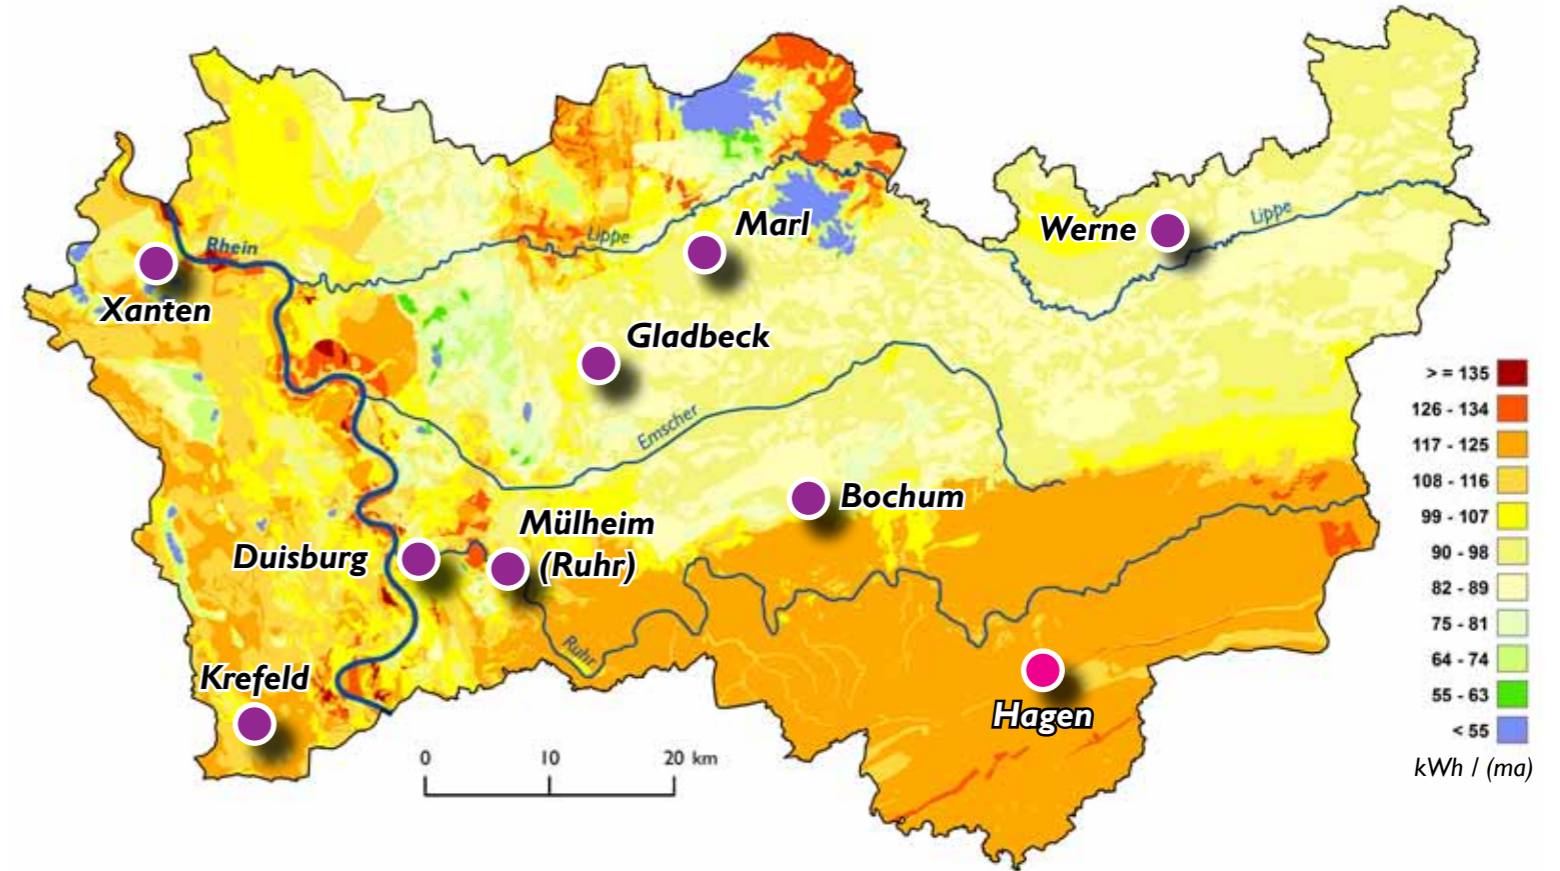 Marl
Werne
Lippe
Rhein
Lippe
Xanten
Gladbeck
> = 135
126 - 134
117 - 125
108 - 116
99 - 107
90 - 98
82 - 89
75 - 81
64 - 74
55 - 63
< 55
kWh / (ma)
Emscher
Bochum
Mülheim
(Ruhr)
Duisburg
Ruhr
Krefeld
Hagen
0 10 20 km